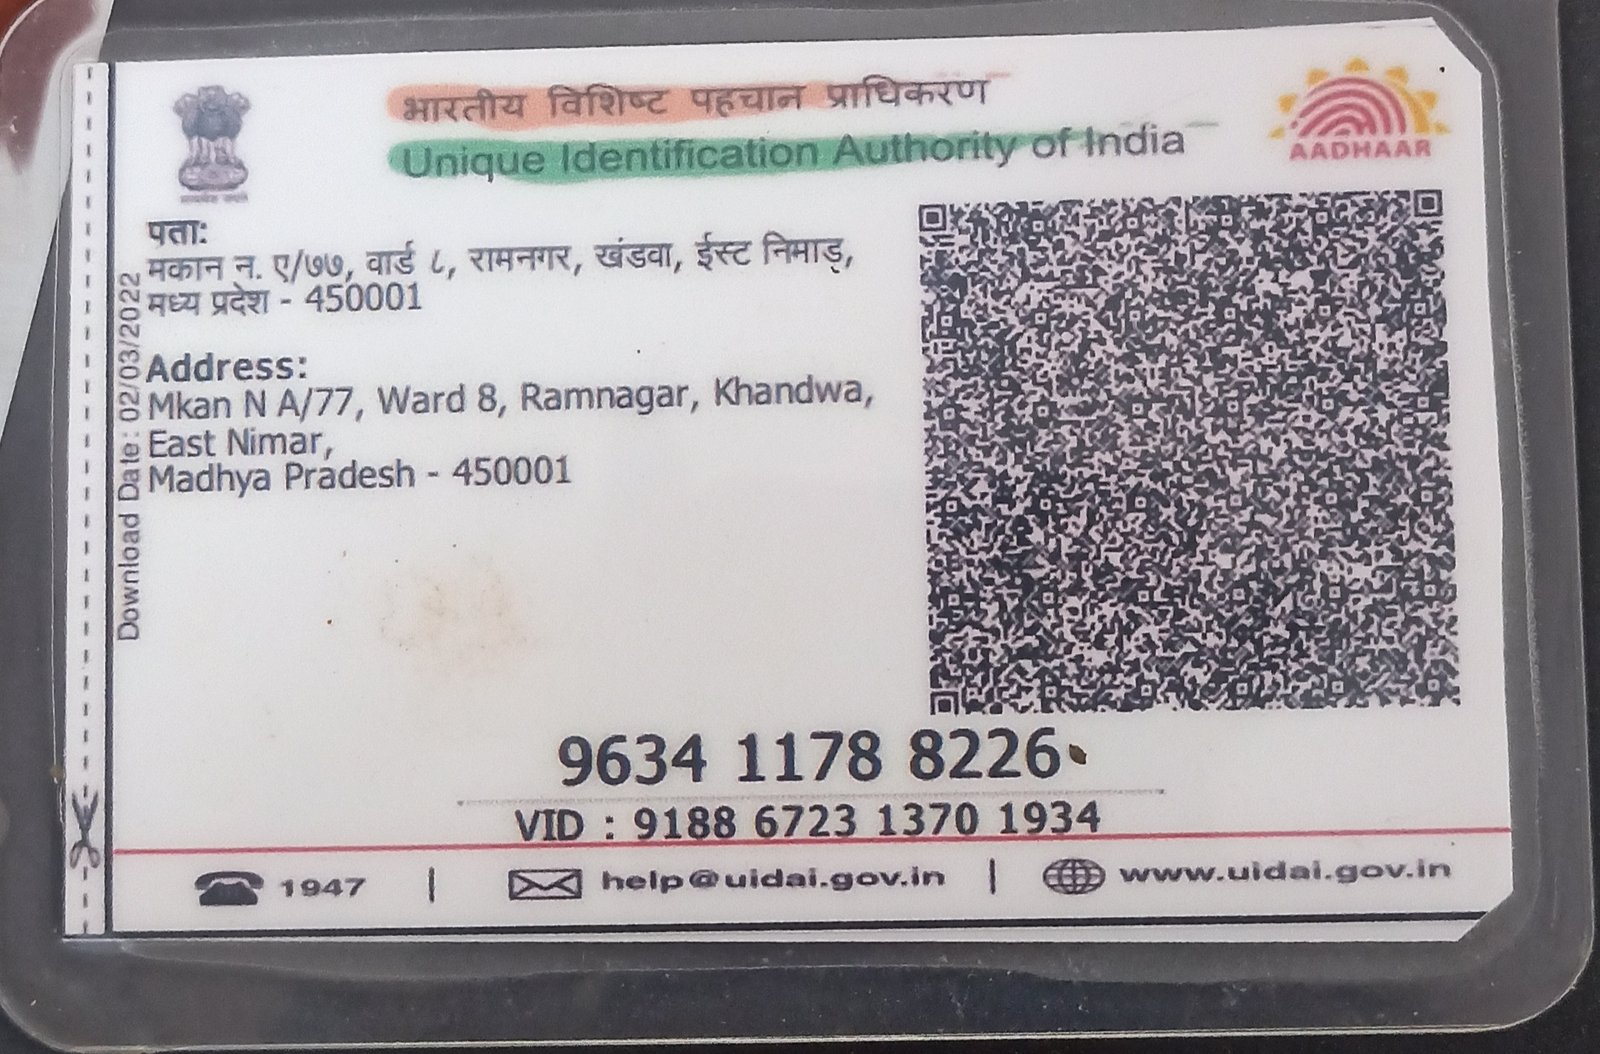 भारतीय विशिष्ट पहचान प्राधिकरण
Unique Identification Authority of India
AADHAAR
पता:
मकान न. ए/७७, वार्ड ८, रामनगर, खंडवा, ईस्ट निमाड़,
मध्य प्रदेश - 450001
Address:
Mkan N A/77, Ward 8, Ramnagar, Khandwa,
East Nimar,
Madhya Pradesh - 450001
Download Date: 02/03/2022
9634 1178 8226
VID : 9188 6723 1370 1934
1947 | help@uidai.gov.in | www.uidai.gov.in